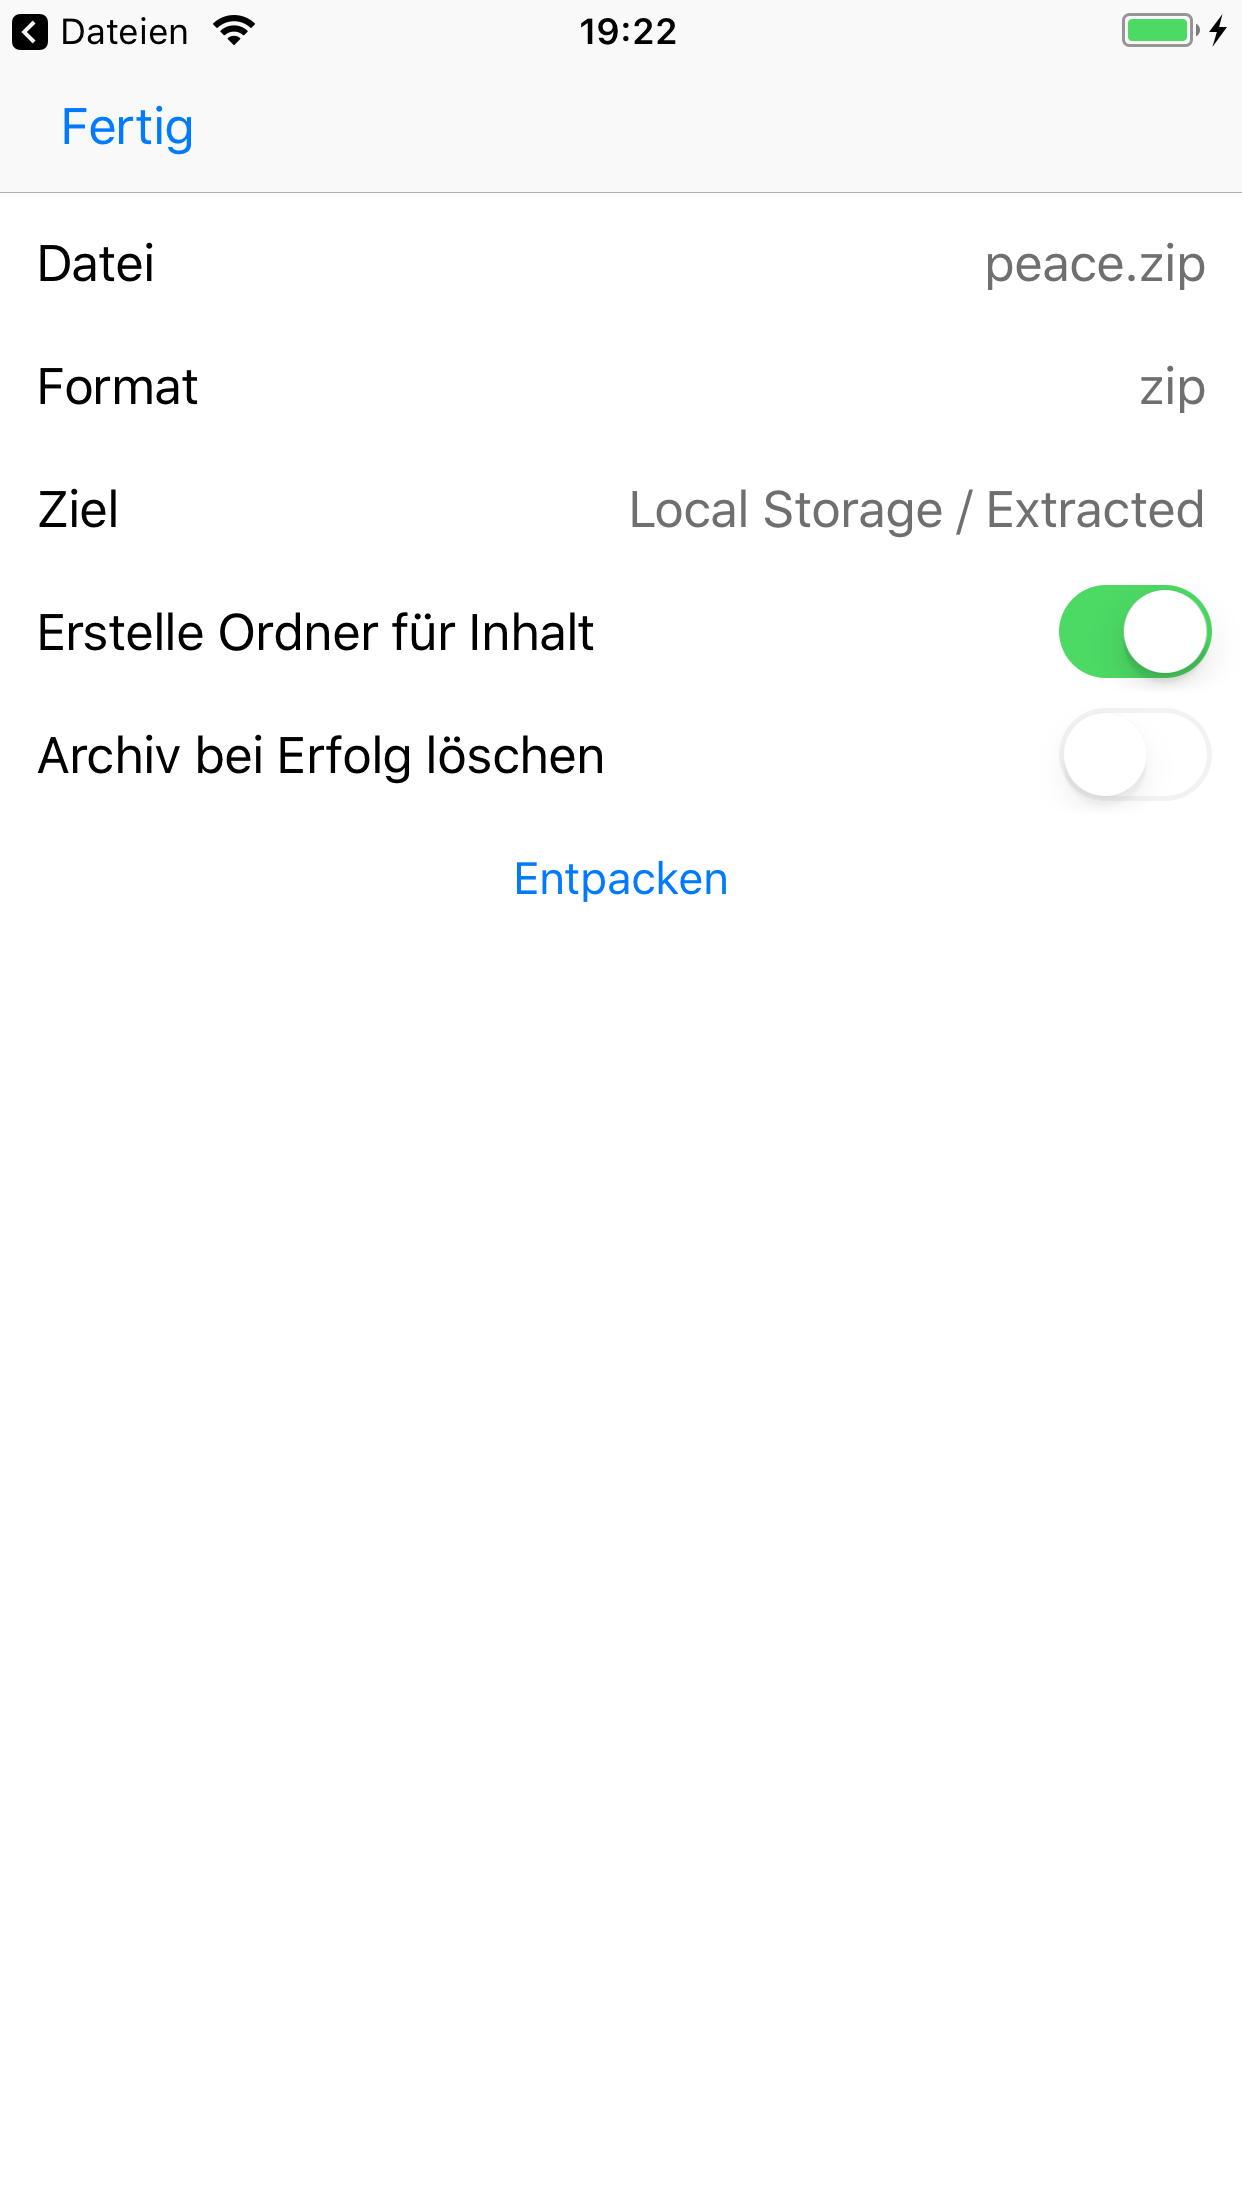 Dateien 19:22
Fertig
Datei peace.zip
Format zip
Ziel Local Storage / Extracted
Erstelle Ordner für Inhalt
Archiv bei Erfolg löschen
Entpacken